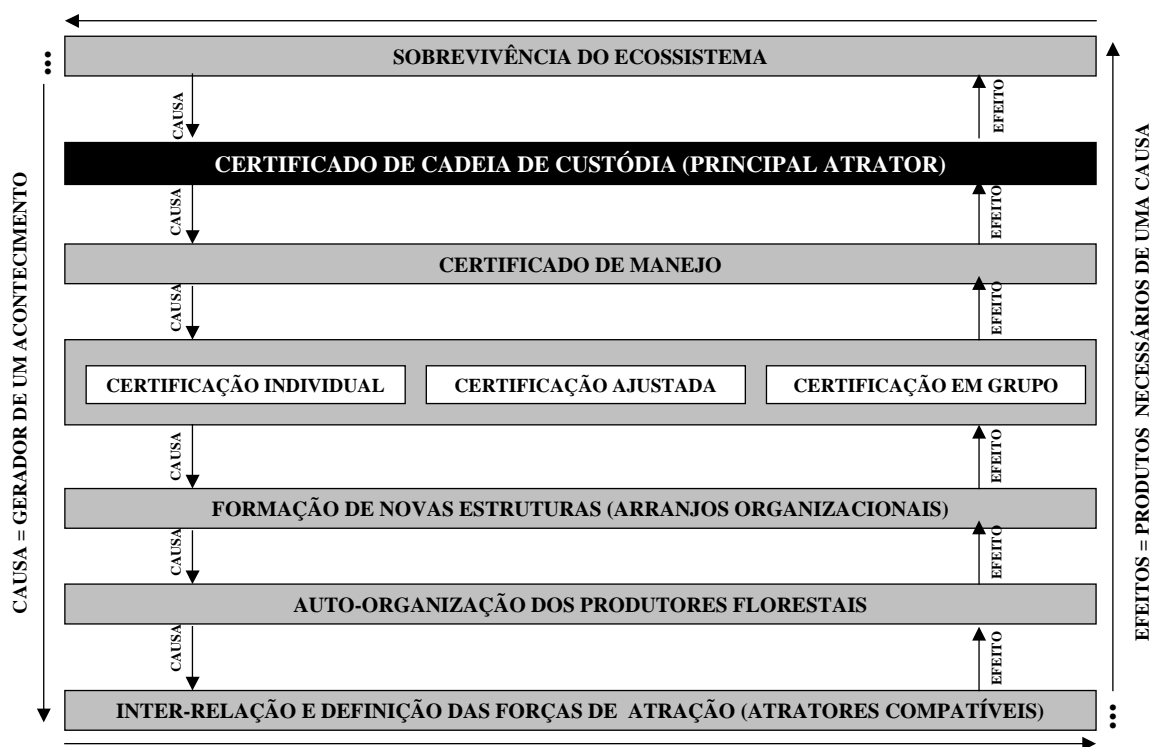 SOBREVIVÊNCIA DO ECOSSISTEMA
CAUSA
EFEITO
CERTIFICADO DE CADEIA DE CUSTÓDIA (PRINCIPAL ATRATOR)
CAUSA
EFEITO
CERTIFICADO DE MANEJO
CAUSA
EFEITO
CERTIFICAÇÃO INDIVIDUAL
CERTIFICAÇÃO AJUSTADA
CERTIFICAÇÃO EM GRUPO
CAUSA
EFEITO
FORMAÇÃO DE NOVAS ESTRUTURAS (ARRANJOS ORGANIZACIONAIS)
CAUSA
EFEITO
AUTO-ORGANIZAÇÃO DOS PRODUTORES FLORESTAIS
CAUSA
EFEITO
INTER-RELAÇÃO E DEFINIÇÃO DAS FORÇAS DE ATRAÇÃO (ATRATORES COMPATÍVEIS)
CAUSA = GERADOR DE UM ACONTECIMENTO
EFEITOS = PRODUTOS NECESSÁRIOS DE UMA CAUSA